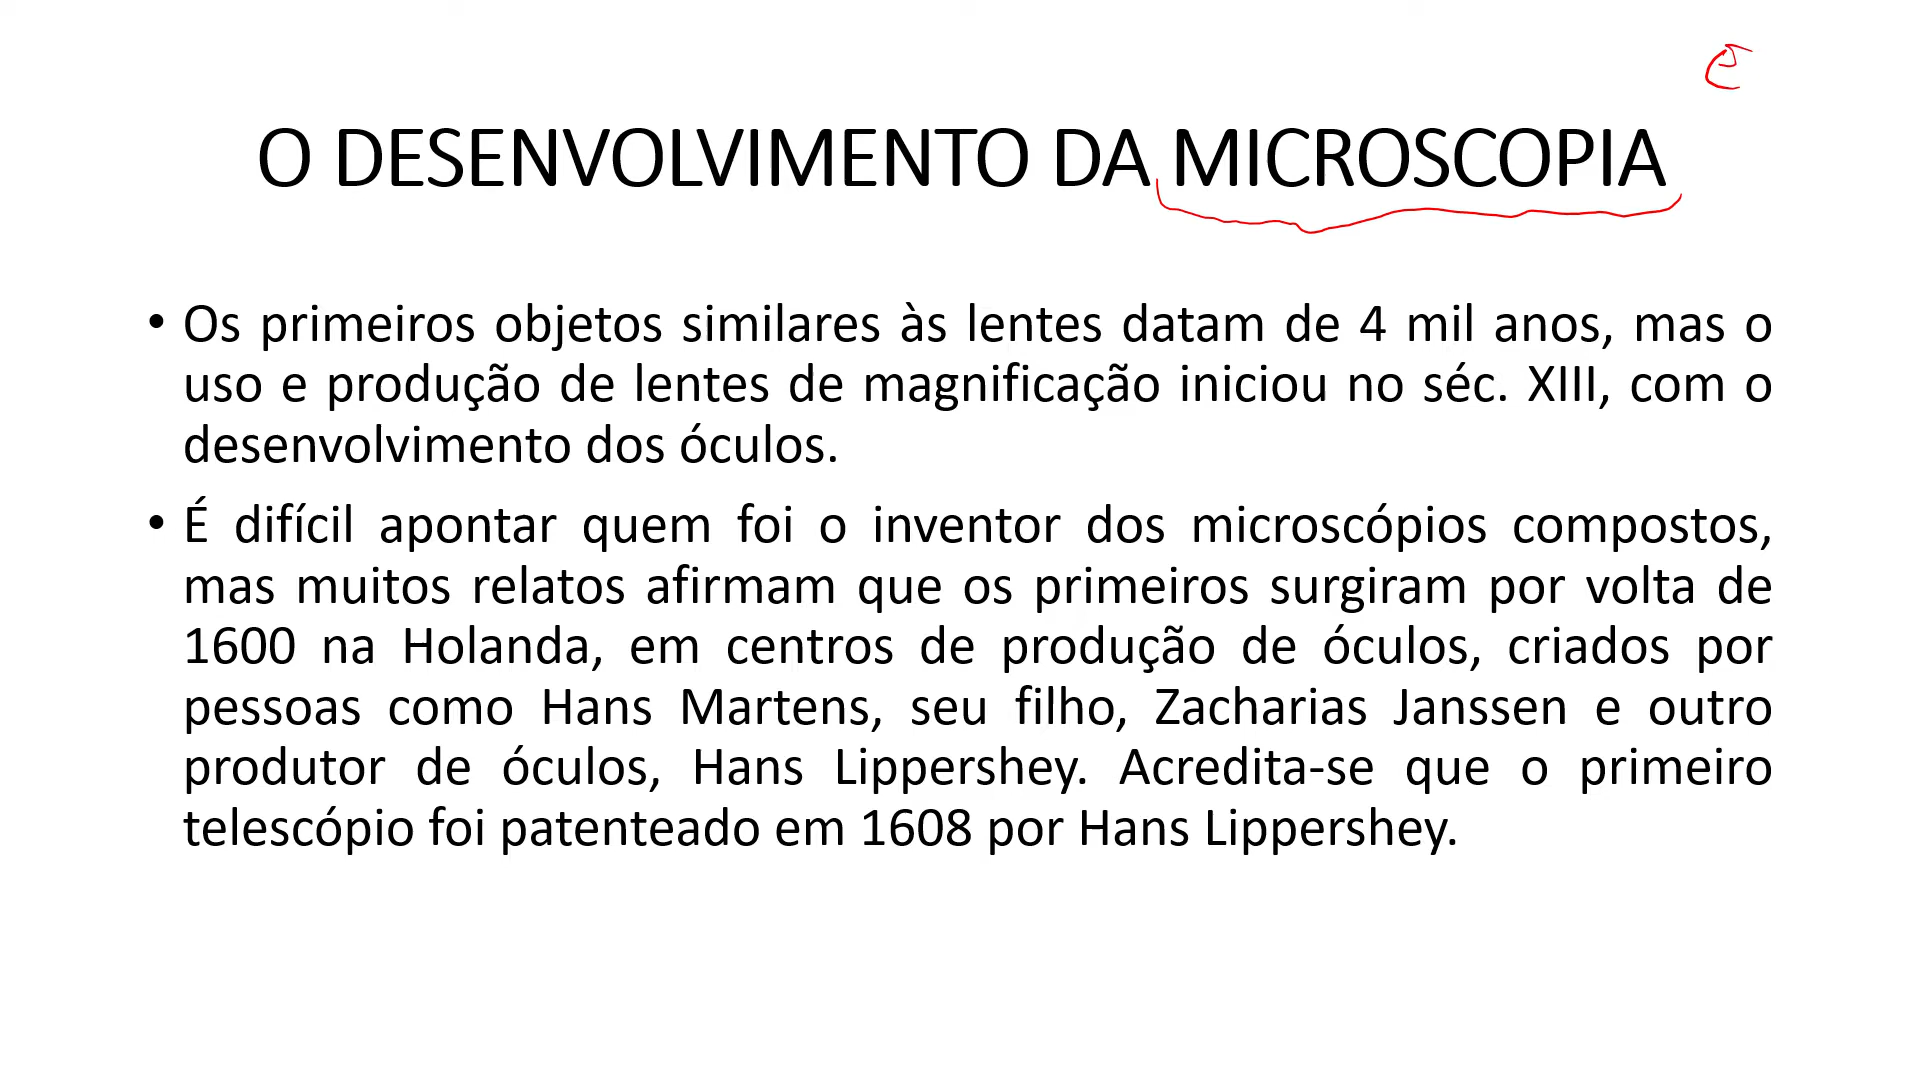 O DESENVOLVIMENTO DA MICROSCOPIA
• Os primeiros objetos similares às lentes datam de 4 mil anos, mas o
uso e produção de lentes de magnificação iniciou no séc. XIII, com o
desenvolvimento dos óculos.
• É difícil apontar quem foi o inventor dos microscópios compostos,
mas muitos relatos afirmam que os primeiros surgiram por volta de
1600 na Holanda, em centros de produção de óculos, criados por
pessoas como Hans Martens, seu filho, Zacharias Janssen e outro
produtor de óculos, Hans Lippershey. Acredita-se que o primeiro
telescópio foi patenteado em 1608 por Hans Lippershey.